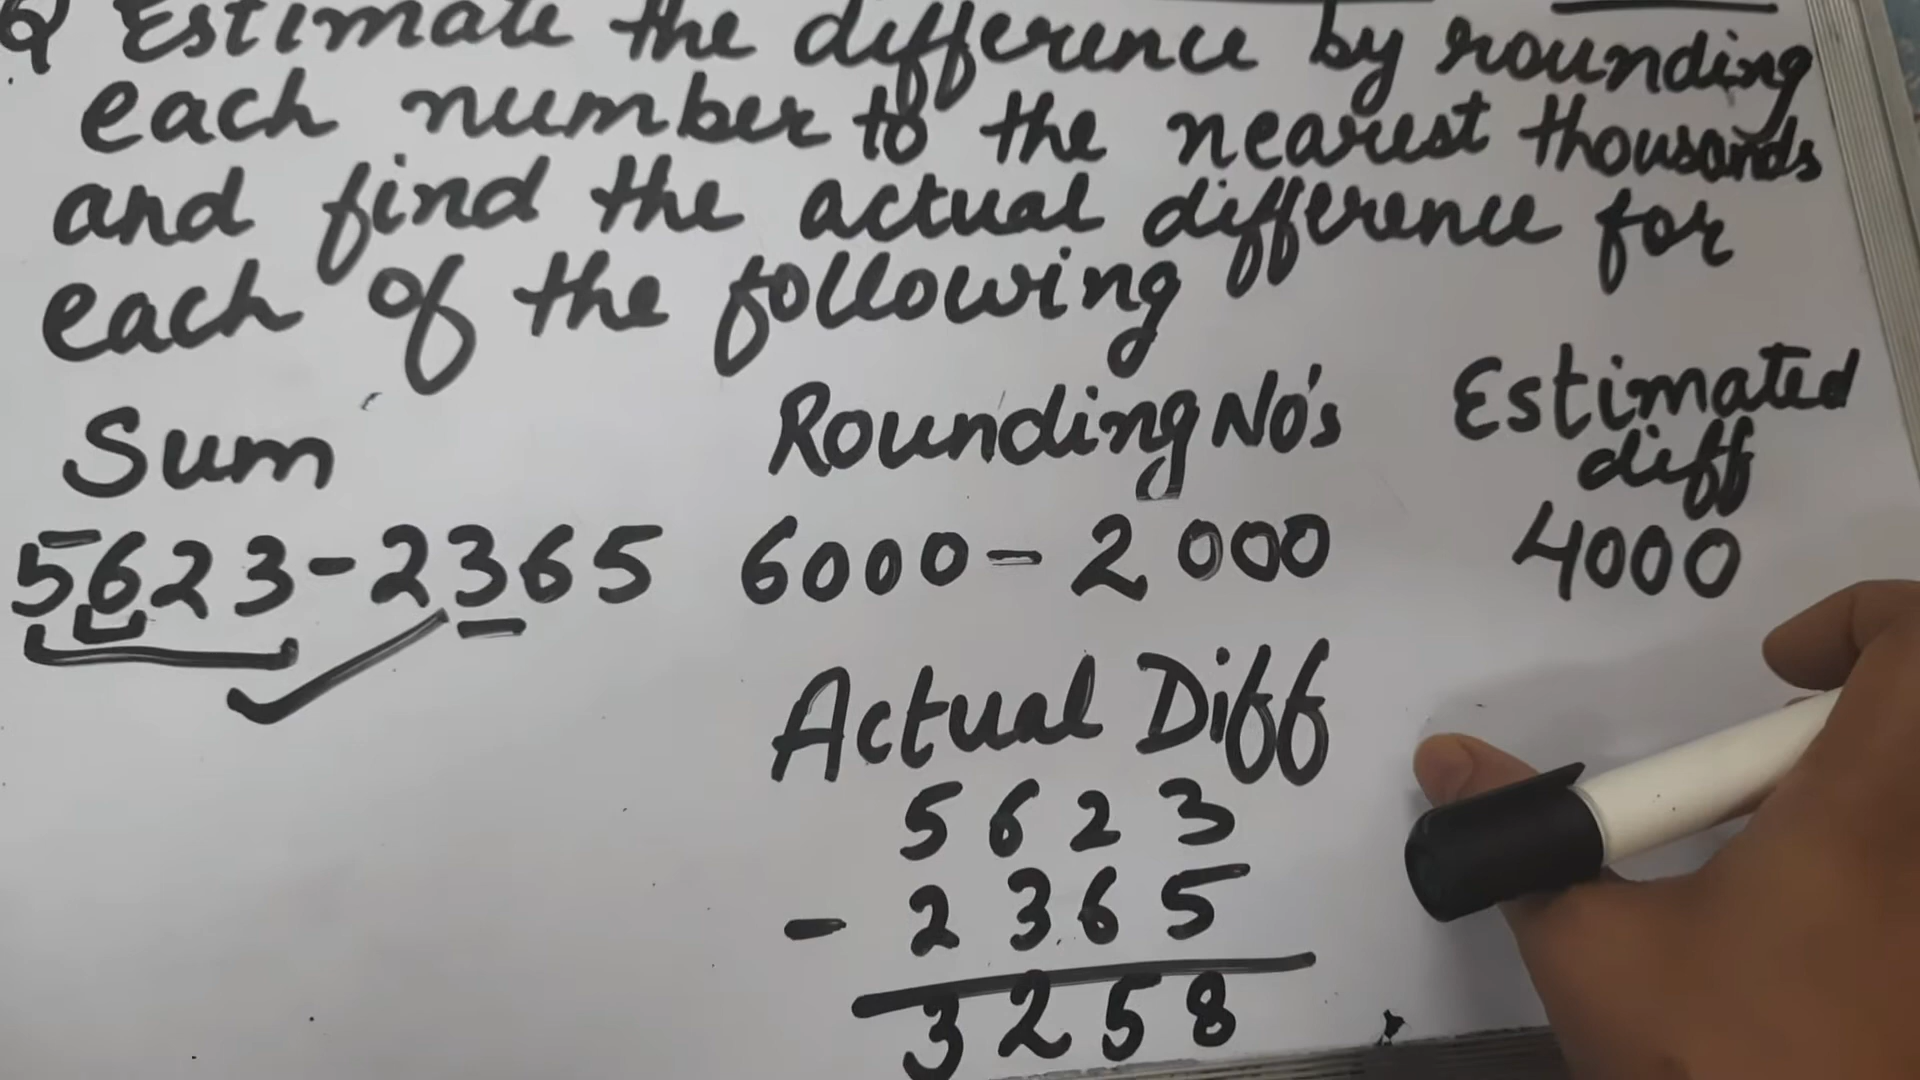 Q Estimate the difference by rounding
each number to the nearest thousands
and find the actual difference for
each of the following
Sum Rounding No's Estimated diff
5623-2365 6000-2000 4000
Actual Diff
5623
- 2365
3258